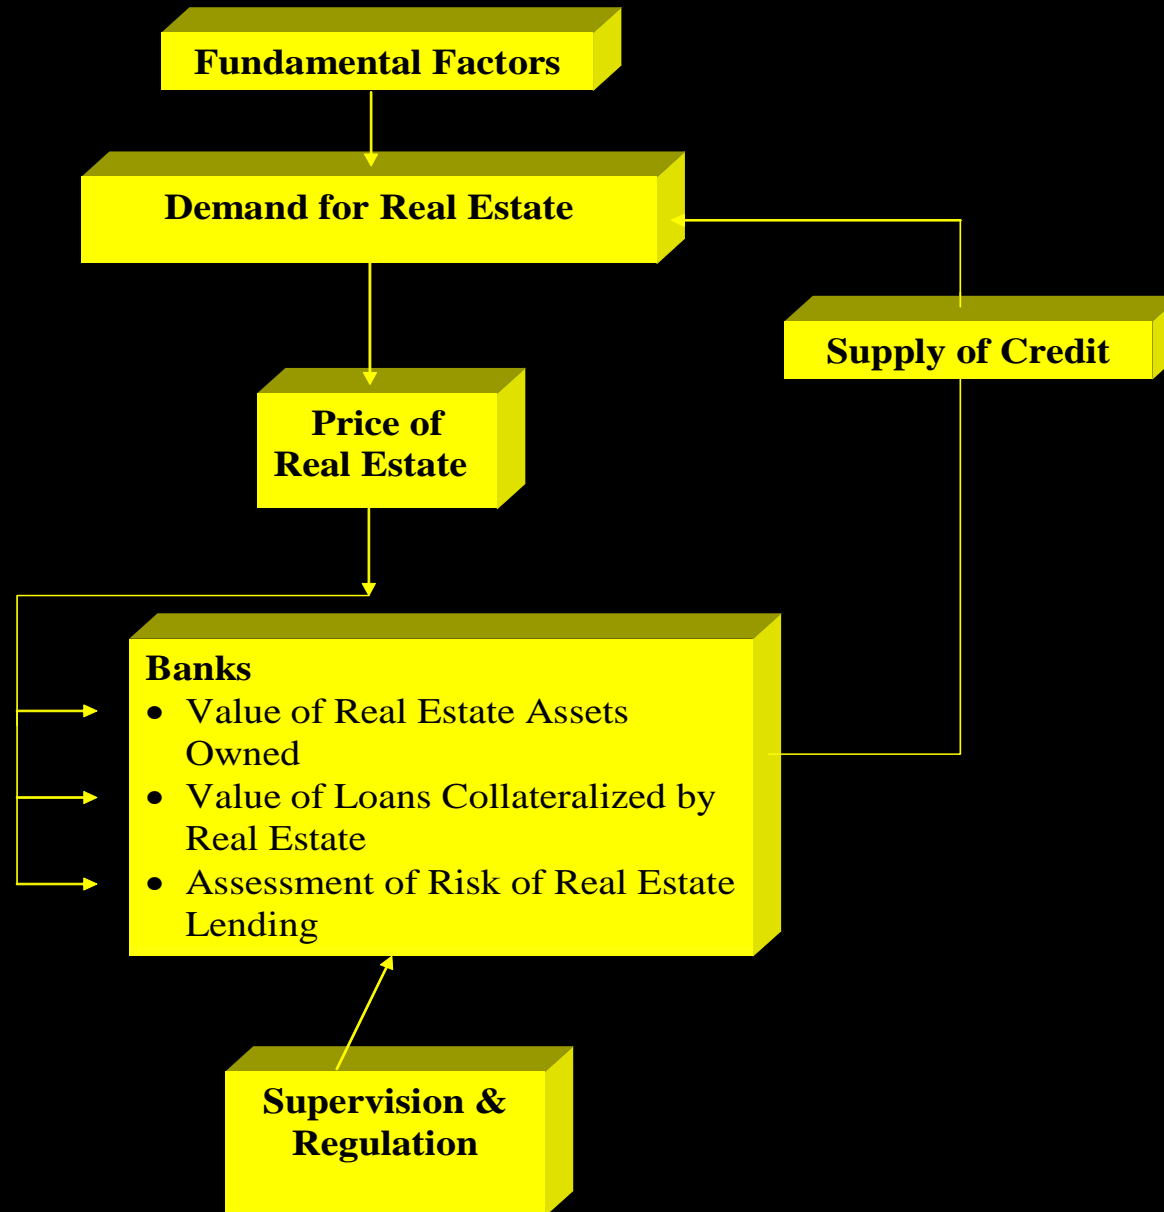 Fundamental Factors
Demand for Real Estate
Supply of Credit
Price of
Real Estate
Banks
• Value of Real Estate Assets
Owned
• Value of Loans Collateralized by
Real Estate
• Assessment of Risk of Real Estate
Lending
Supervision &
Regulation